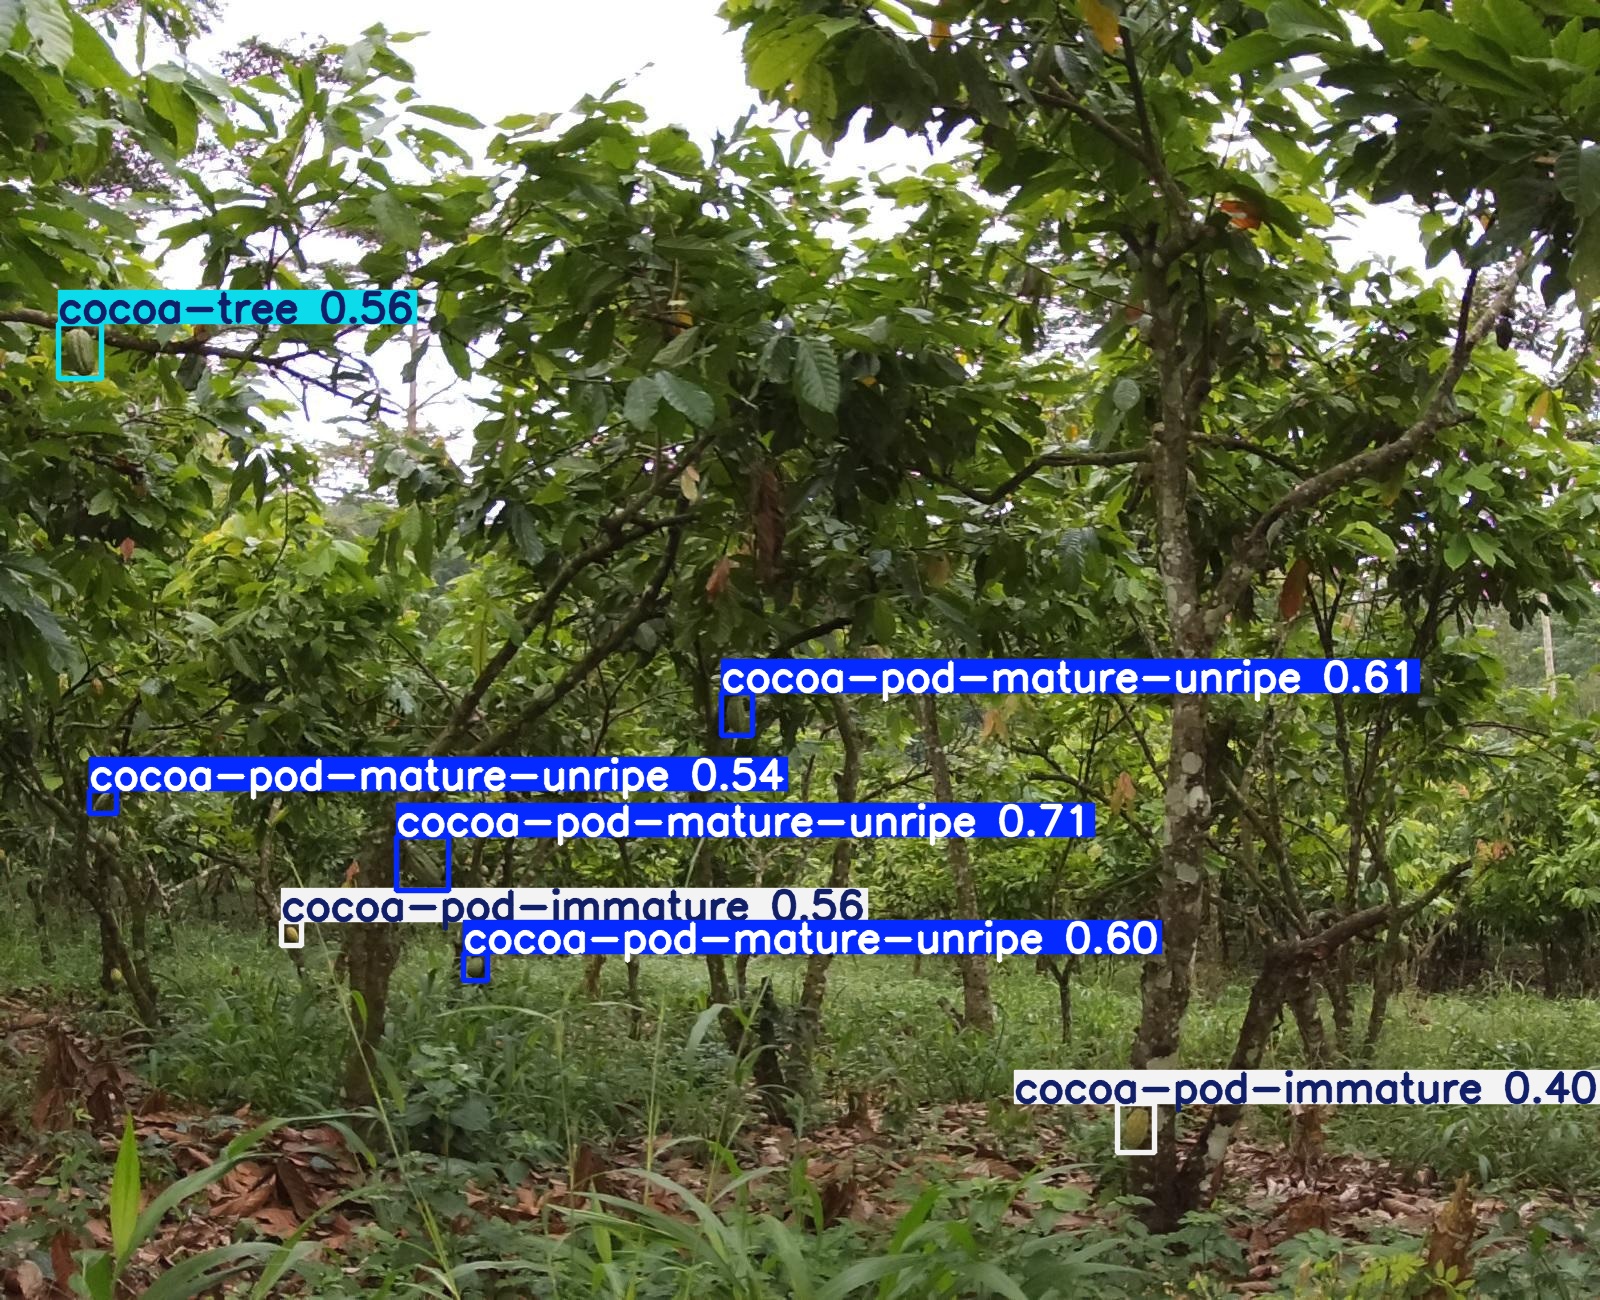 cocoa-tree 0.56
cocoa-pod-mature-unripe 0.61
cocoa-pod-mature-unripe 0.54
cocoa-pod-mature-unripe 0.71
cocoa-pod-immature 0.56
cocoa-pod-mature-unripe 0.60
cocoa-pod-immature 0.40